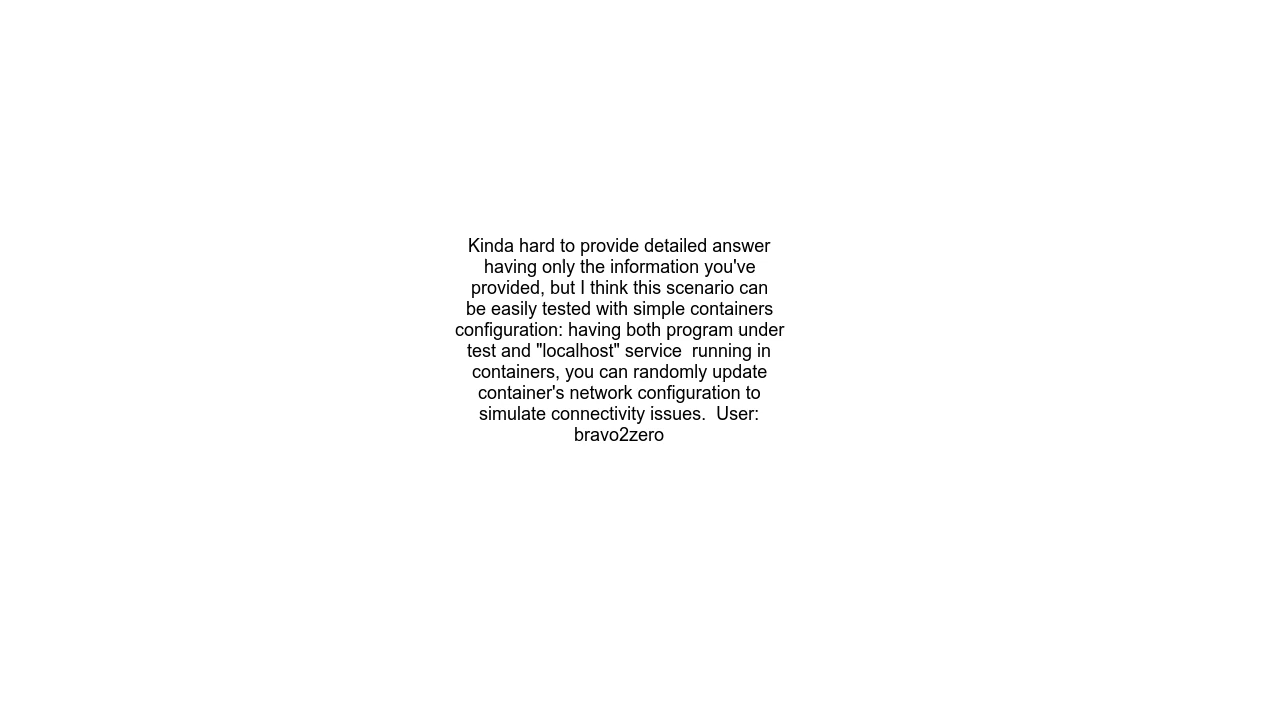 Kinda hard to provide detailed answer
having only the information you've
provided, but I think this scenario can
be easily tested with simple containers
configuration: having both program under
test and "localhost" service  running in
containers, you can randomly update
container's network configuration to
simulate connectivity issues.  User:
bravo2zero